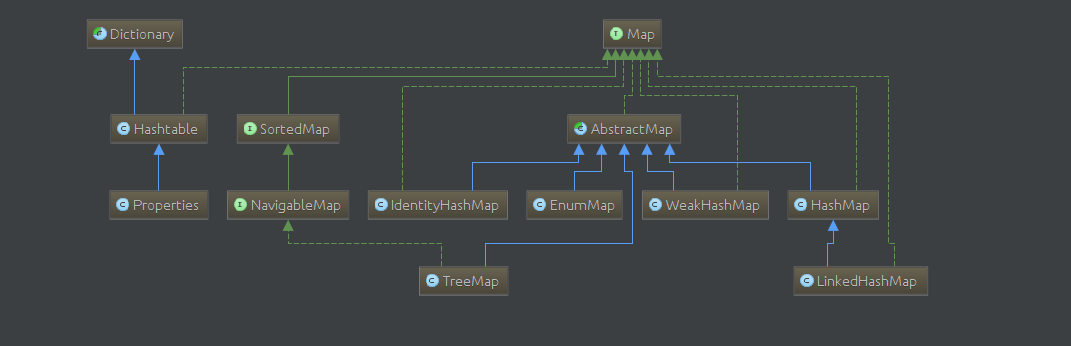 Dictionary
Map
Hashtable
SortedMap
AbstractMap
Properties
NavigableMap
IdentityHashMap
EnumMap
WeakHashMap
HashMap
TreeMap
LinkedHashMap